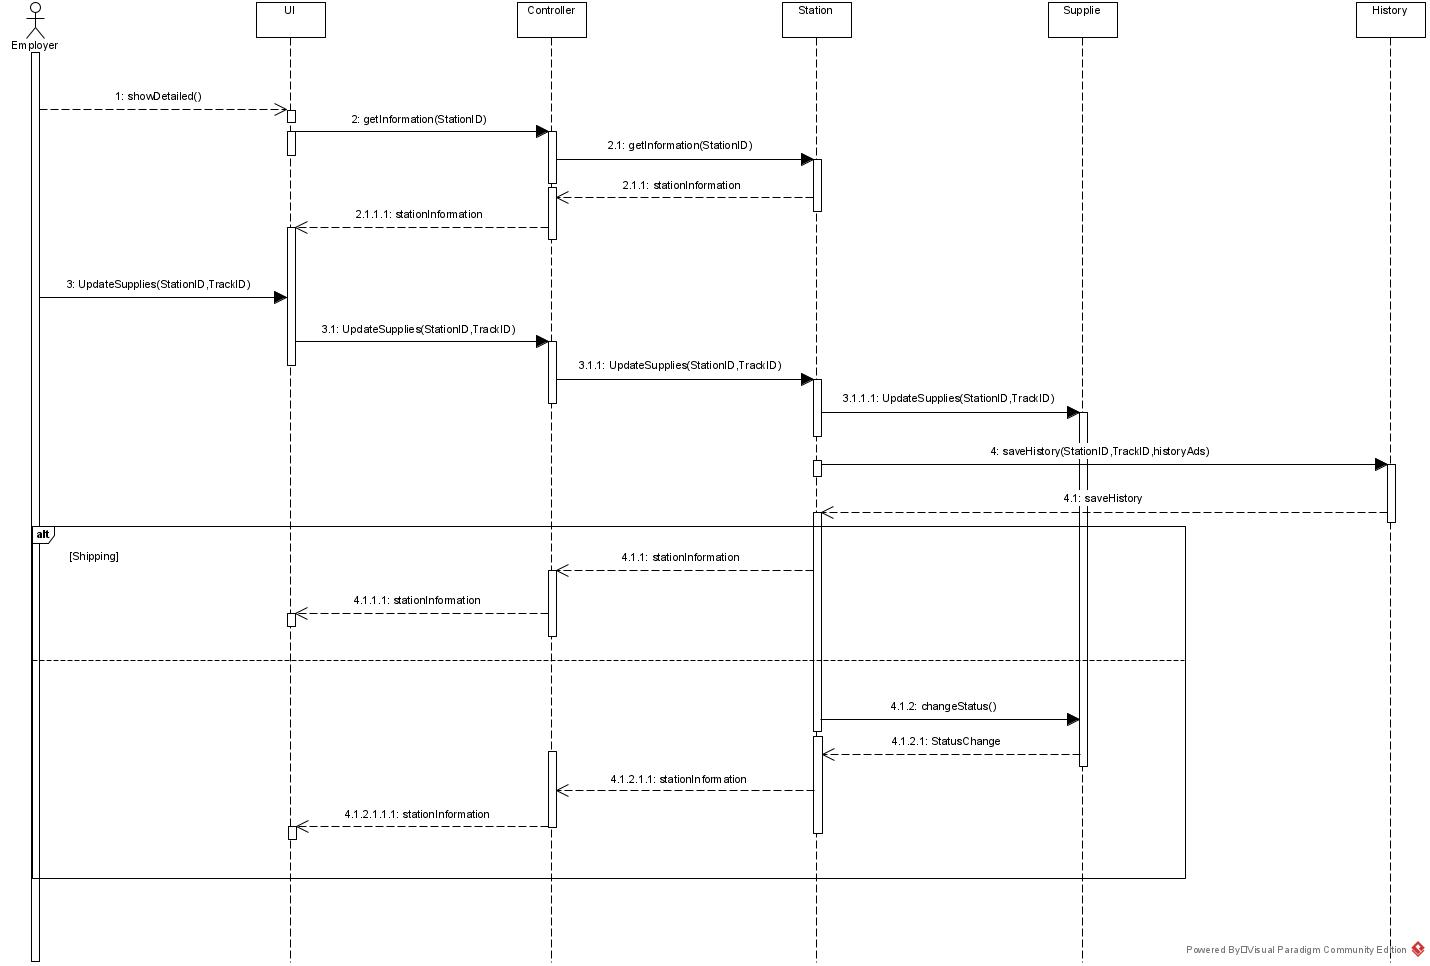 UI
Controller
Station
Supplie
History
Employer
1: showDetailed()
2: getInformation(StationID)
2.1: getInformation(StationID)
2.1.1: stationInformation
2.1.1.1: stationInformation
3: UpdateSupplies(StationID,TrackID)
3.1: UpdateSupplies(StationID,TrackID)
3.1.1: UpdateSupplies(StationID,TrackID)
3.1.1.1: UpdateSupplies(StationID,TrackID)
4: saveHistory(StationID,TrackID,historyAds)
4.1: saveHistory
alt
[Shipping]
4.1.1: stationInformation
4.1.1.1: stationInformation
4.1.2: changeStatus()
4.1.2.1: StatusChange
4.1.2.1.1: stationInformation
4.1.2.1.1.1: stationInformation
Powered By□Visual Paradigm Community Edition